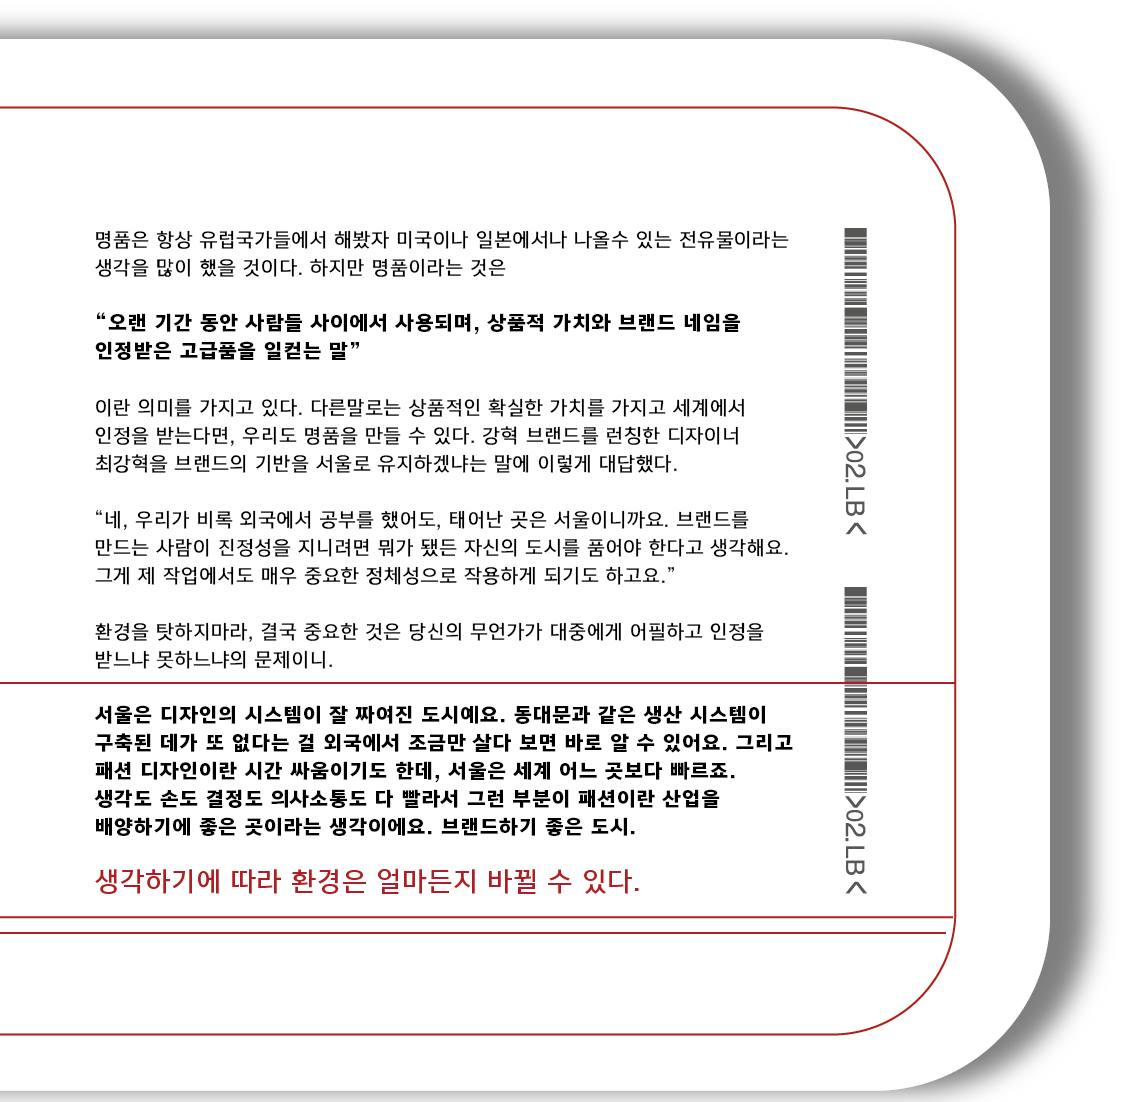 명품은 항상 유럽국가들에서 해봤자 미국이나 일본에서나 나올수 있는 전유물이라는
생각을 많이 했을 것이다. 하지만 명품이라는 것은
“오랜 기간 동안 사람들 사이에서 사용되며, 상품적 가치와 브랜드 네임을
인정받은 고급품을 일컫는 말”
이란 의미를 가지고 있다. 다른말로는 상품적인 확실한 가치를 가지고 세계에서
인정을 받는다면, 우리도 명품을 만들 수 있다. 강혁 브랜드를 런칭한 디자이너
최강혁을 브랜드의 기반을 서울로 유지하겠냐는 말에 이렇게 대답했다.
“네, 우리가 비록 외국에서 공부를 했어도, 태어난 곳은 서울이니까요. 브랜드를
만드는 사람이 진정성을 지니려면 뭐가 됐든 자신의 도시를 품어야 한다고 생각해요.
그게 제 작업에서도 매우 중요한 정체성으로 작용하게 되기도 하고요.”
환경을 탓하지마라, 결국 중요한 것은 당신의 무언가가 대중에게 어필하고 인정을
받느냐 못하느냐의 문제이니.
서울은 디자인의 시스템이 잘 짜여진 도시예요. 동대문과 같은 생산 시스템이
구축된 데가 또 없다는 걸 외국에서 조금만 살다 보면 바로 알 수 있어요. 그리고
패션 디자인이란 시간 싸움이기도 한데, 서울은 세계 어느 곳보다 빠르죠.
생각도 손도 결정도 의사소통도 다 빨라서 그런 부분이 패션이란 산업을
배양하기에 좋은 곳이라는 생각이에요. 브랜드하기 좋은 도시.
생각하기에 따라 환경은 얼마든지 바뀔 수 있다.
>02.LB<
>02.LB<